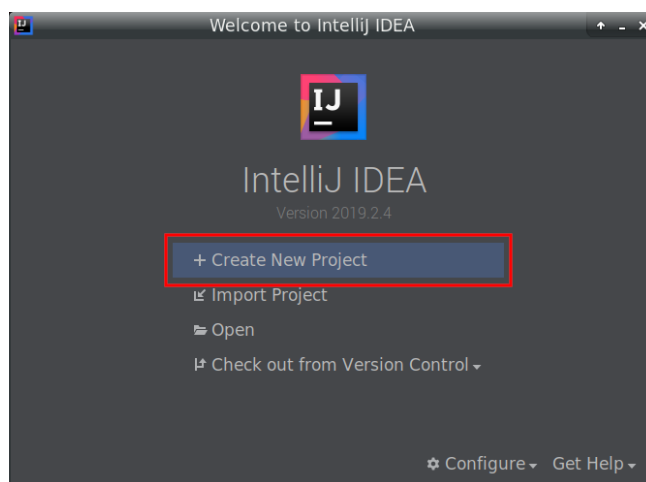 Welcome to IntelliJ IDEA
IJ
IntelliJ IDEA
Version 2019.2.4
+ Create New Project
Import Project
Open
Check out from Version Control
Configure Get Help